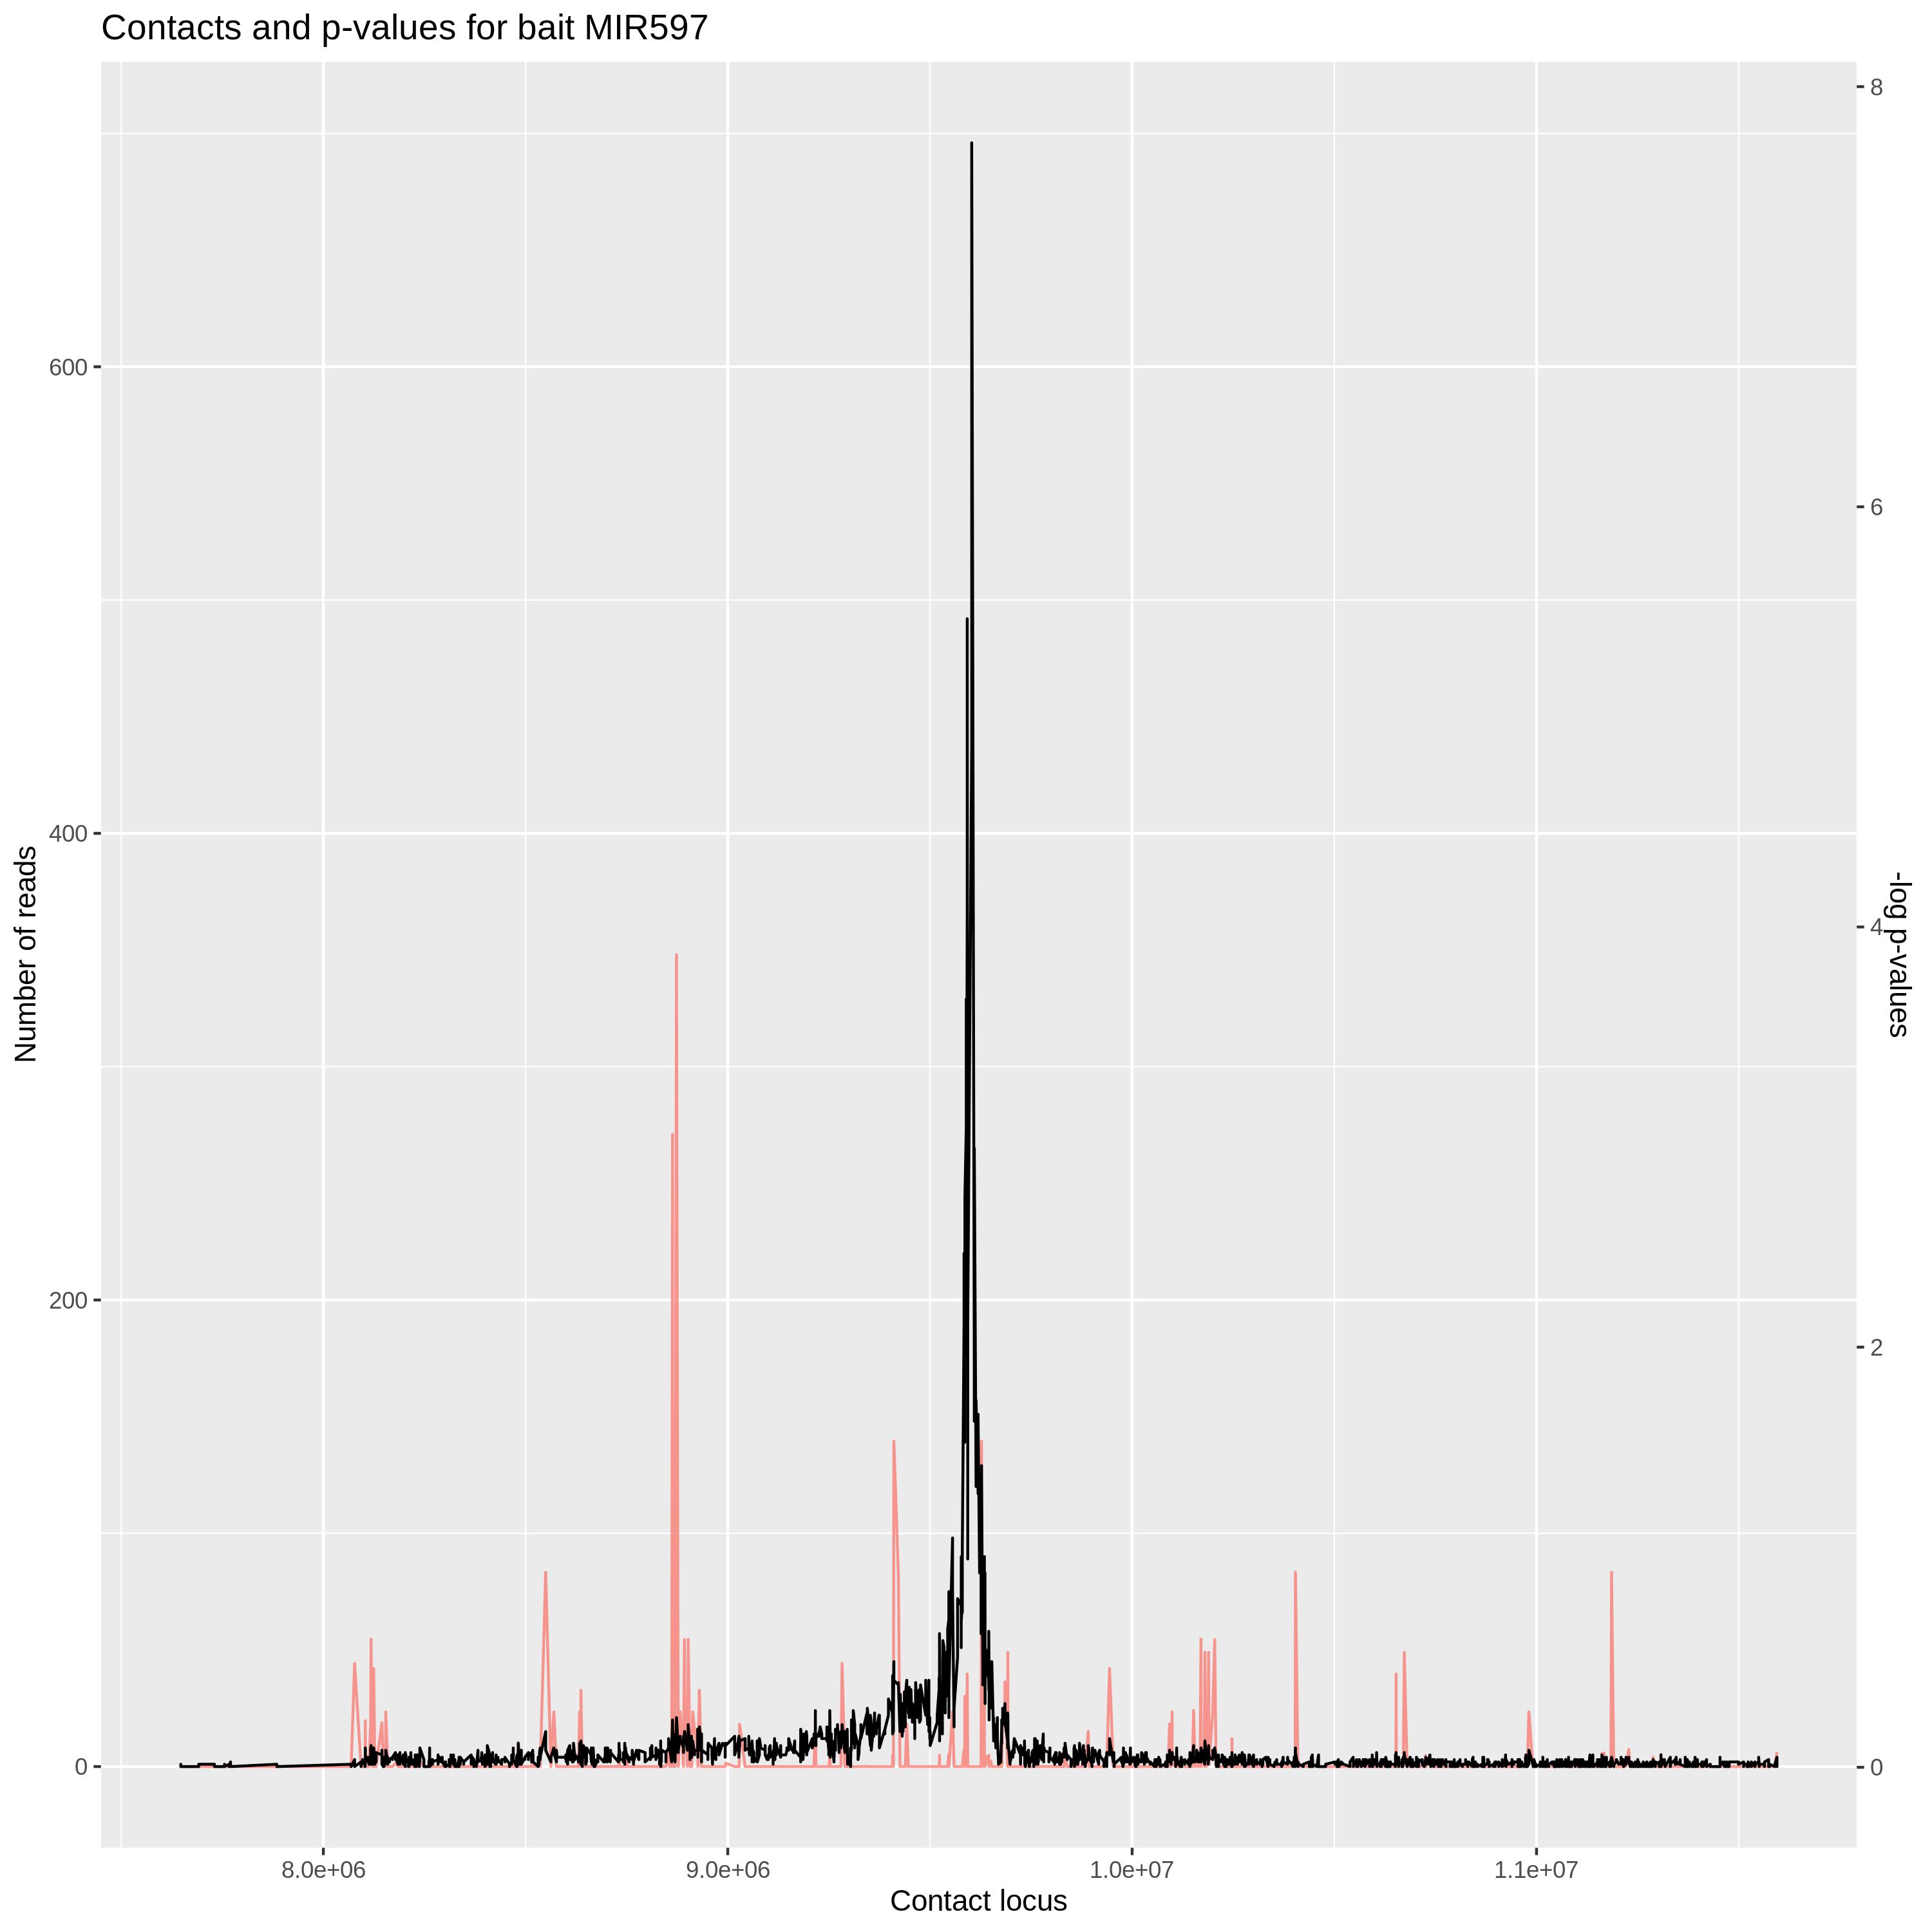 Contacts and p-values for bait MIR597
8
600
6
400
4
Number of reads
-log p-values
200
2
0
0
8.0e+06
9.0e+06
1.0e+07
1.1e+07
Contact locus